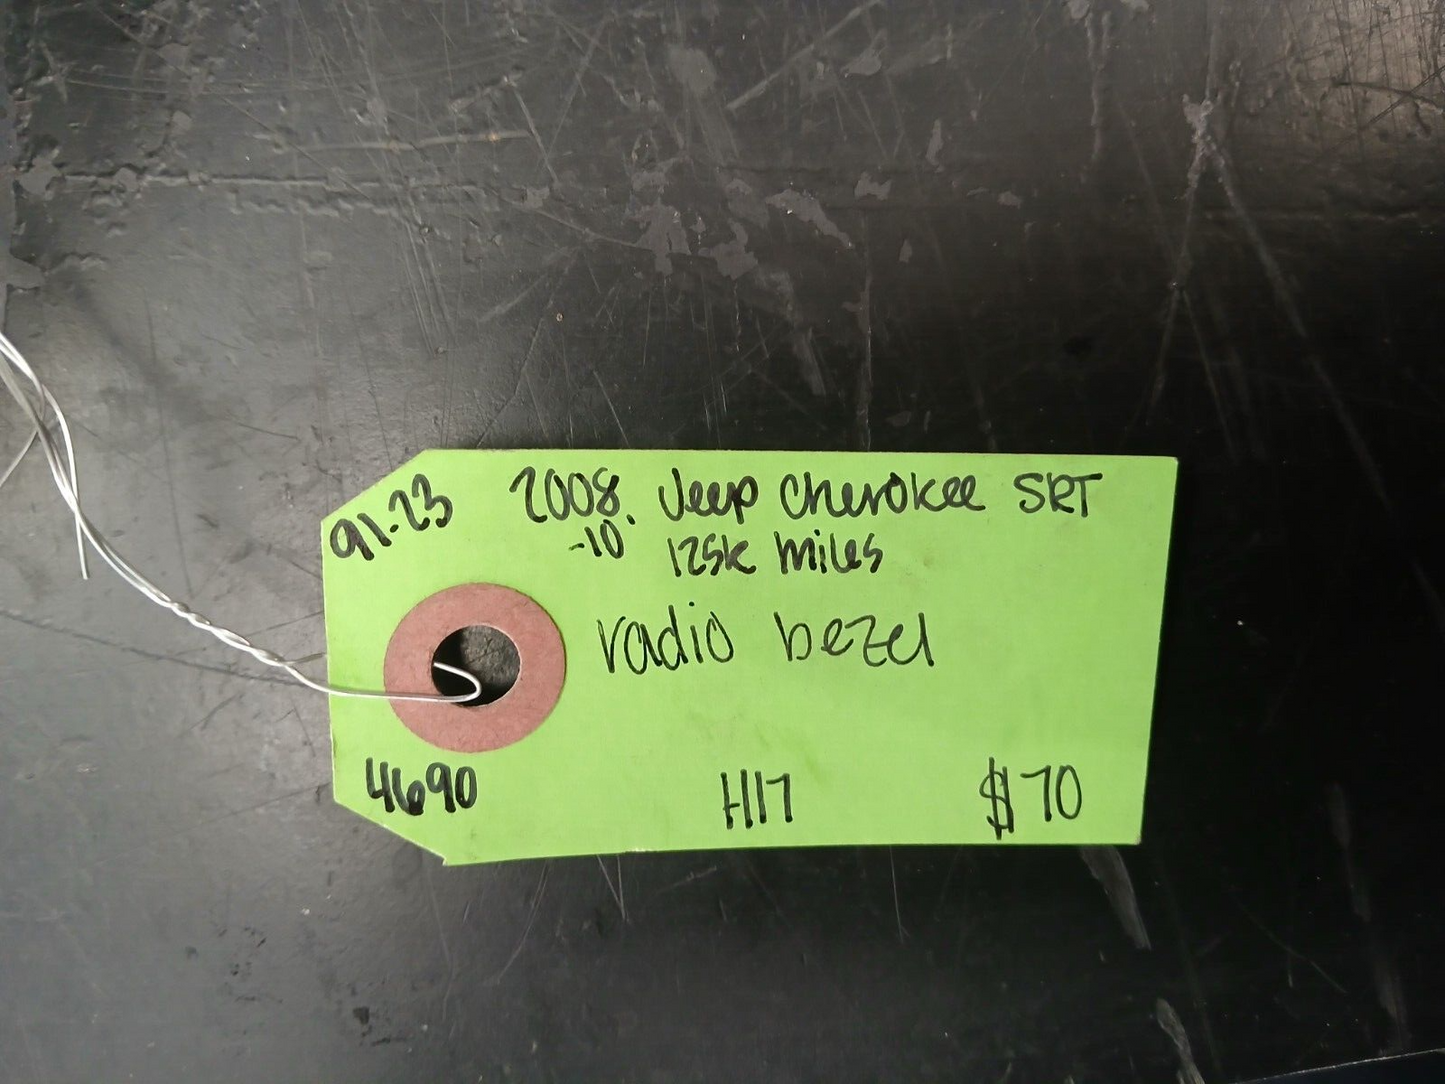 91-23
2008. Jeep Cherokee SRT
-10. 125K Miles
radio bezel
4690
H17
$70